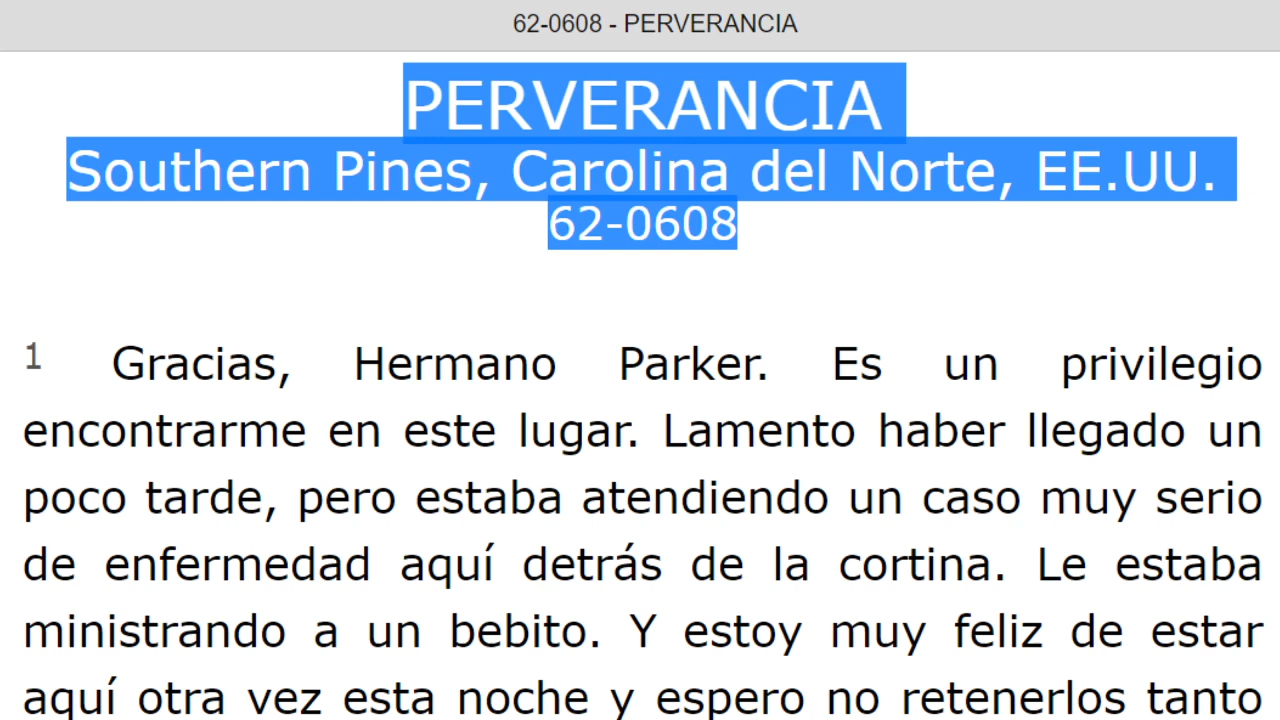 62-0608 - PERVERANCIA
PERVERANCIA
Southern Pines, Carolina del Norte, EE.UU.
62-0608
1 Gracias, Hermano Parker. Es un privilegio
encontrarme en este lugar. Lamento haber llegado un
poco tarde, pero estaba atendiendo un caso muy serio
de enfermedad aquí detrás de la cortina. Le estaba
ministrando a un bebito. Y estoy muy feliz de estar
aquí otra vez esta noche y espero no retenerlos tanto